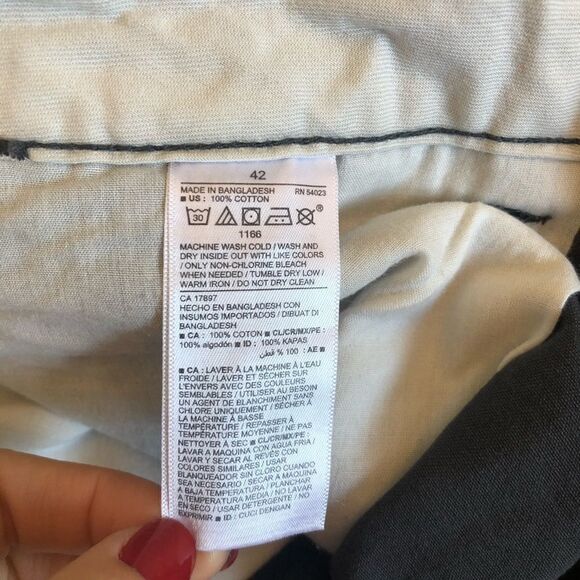 42
MADE IN BANGLADESH RN 54023
■ US: 100% COTTON
30
1166
MACHINE WASH COLD / WASH AND
DRY INSIDE OUT WITH LIKE COLORS
/ ONLY NON-CHLORINE BLEACH
WHEN NEEDED / TUMBLE DRY LOW /
WARM IRON / DO NOT DRY CLEAN
CA 17897
HECHO EN BANGLADESH CON
INSUMOS IMPORTADOS / DIBUAT DI
BANGLADESH
■ CA : 100% COTON ■ CL/CR/MX/PE :
100% algodón ■ ID : 100% KAPAS
قطن % 100 : AE ■
■ CA : LAVER À LA MACHINE À L'EAU
FROIDE / LAVER ET SÉCHER SUR
L'ENVERS AVEC DES COULEURS
SEMBLABLES / UTILISER AU BESOIN
UN AGENT DE BLANCHIMENT SANS
CHLORE UNIQUEMENT / SÉCHER À
LA MACHINE À BASSE
TEMPÉRATURE / REPASSER À
TEMPÉRATURE MOYENNE / NE PAS
NETTOYER À SEC ■ CL/CR/MX/PE :
LAVAR A MAQUINA CON AGUA FRIA /
LAVAR Y SECAR AL REVÉS CON
COLORES SIMILARES / USAR
BLANQUEADOR SIN CLORO CUANDO
SEA NECESARIO / SECAR A MAQUINA
A BAJA TEMPERATURA / PLANCHAR
A TEMPERATURA MEDIA / NO LAVAR
EN SECO / USAR DETERGENTE / NO
EXPRIMIR ■ ID : CUCI DENGAN